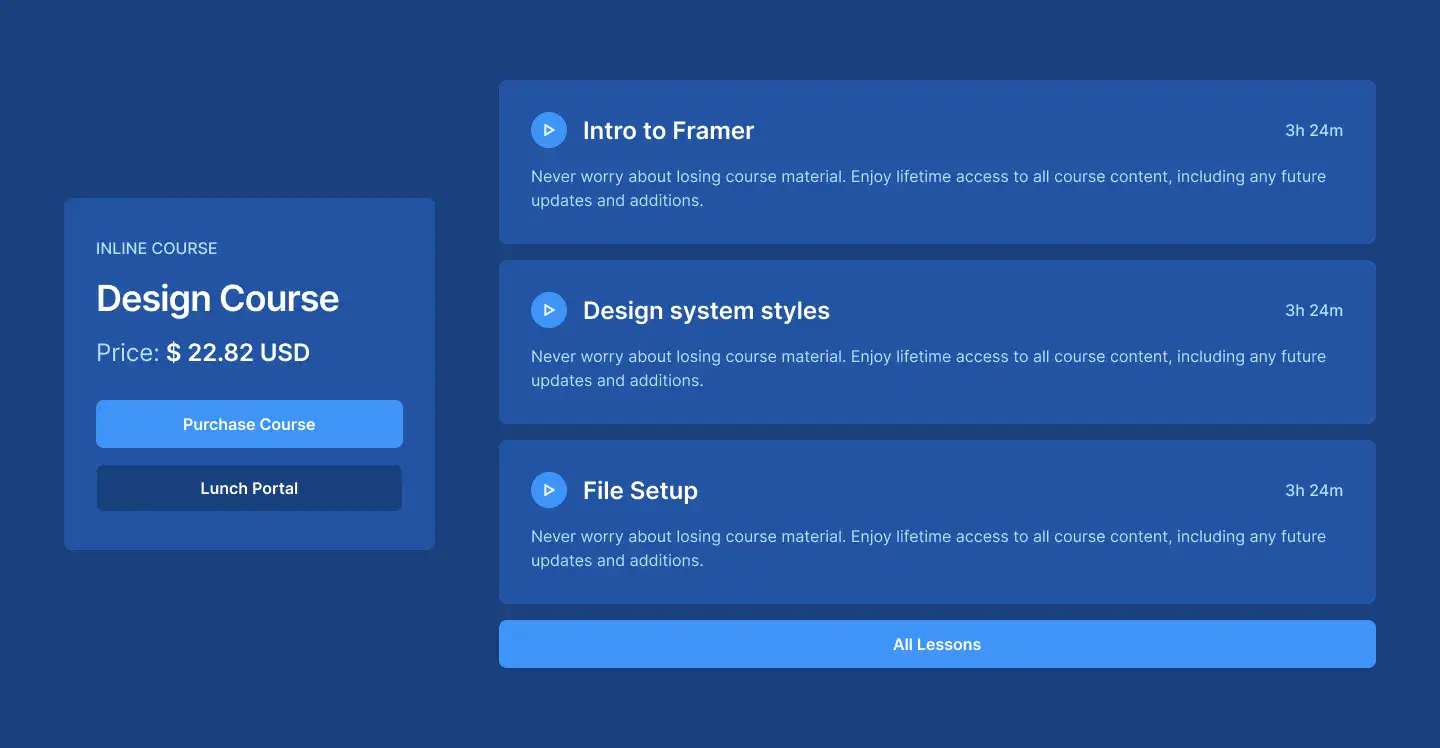 INLINE COURSE
Design Course
Price: $ 22.82 USD
Purchase Course
Lunch Portal
Intro to Framer
3h 24m
Never worry about losing course material. Enjoy lifetime access to all course content, including any future
updates and additions.
Design system styles
3h 24m
Never worry about losing course material. Enjoy lifetime access to all course content, including any future
updates and additions.
File Setup
3h 24m
Never worry about losing course material. Enjoy lifetime access to all course content, including any future
updates and additions.
All Lessons